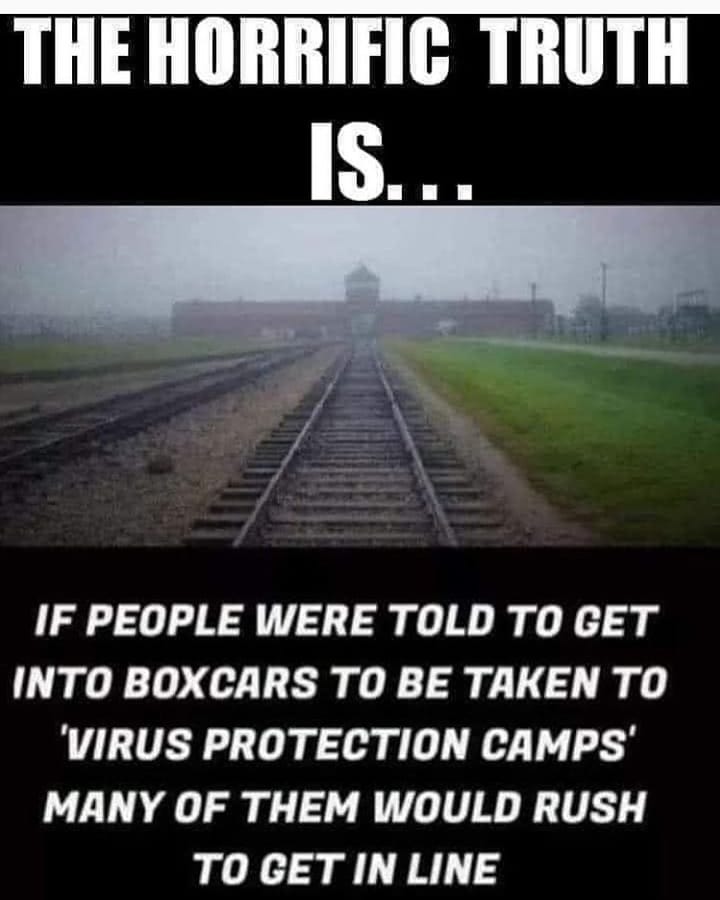 THE HORRIFIC TRUTH
IS...
IF PEOPLE WERE TOLD TO GET
INTO BOXCARS TO BE TAKEN TO
'VIRUS PROTECTION CAMPS'
MANY OF THEM WOULD RUSH
TO GET IN LINE